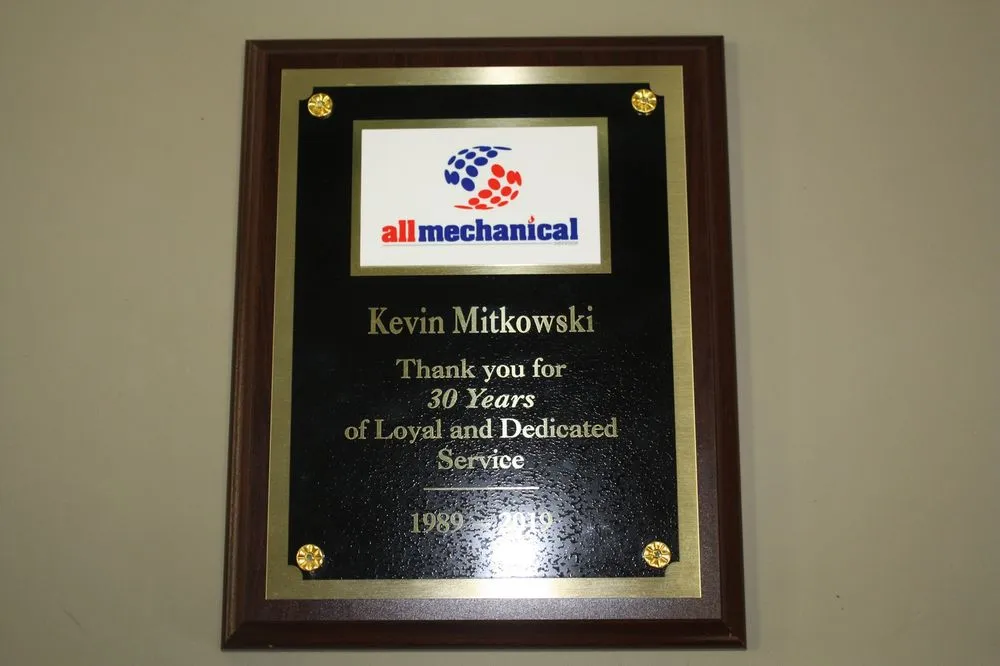 allmechanical
Kevin Mitkowski
Thank you for
30 Years
of Loyal and Dedicated
Service
1989 - 2019